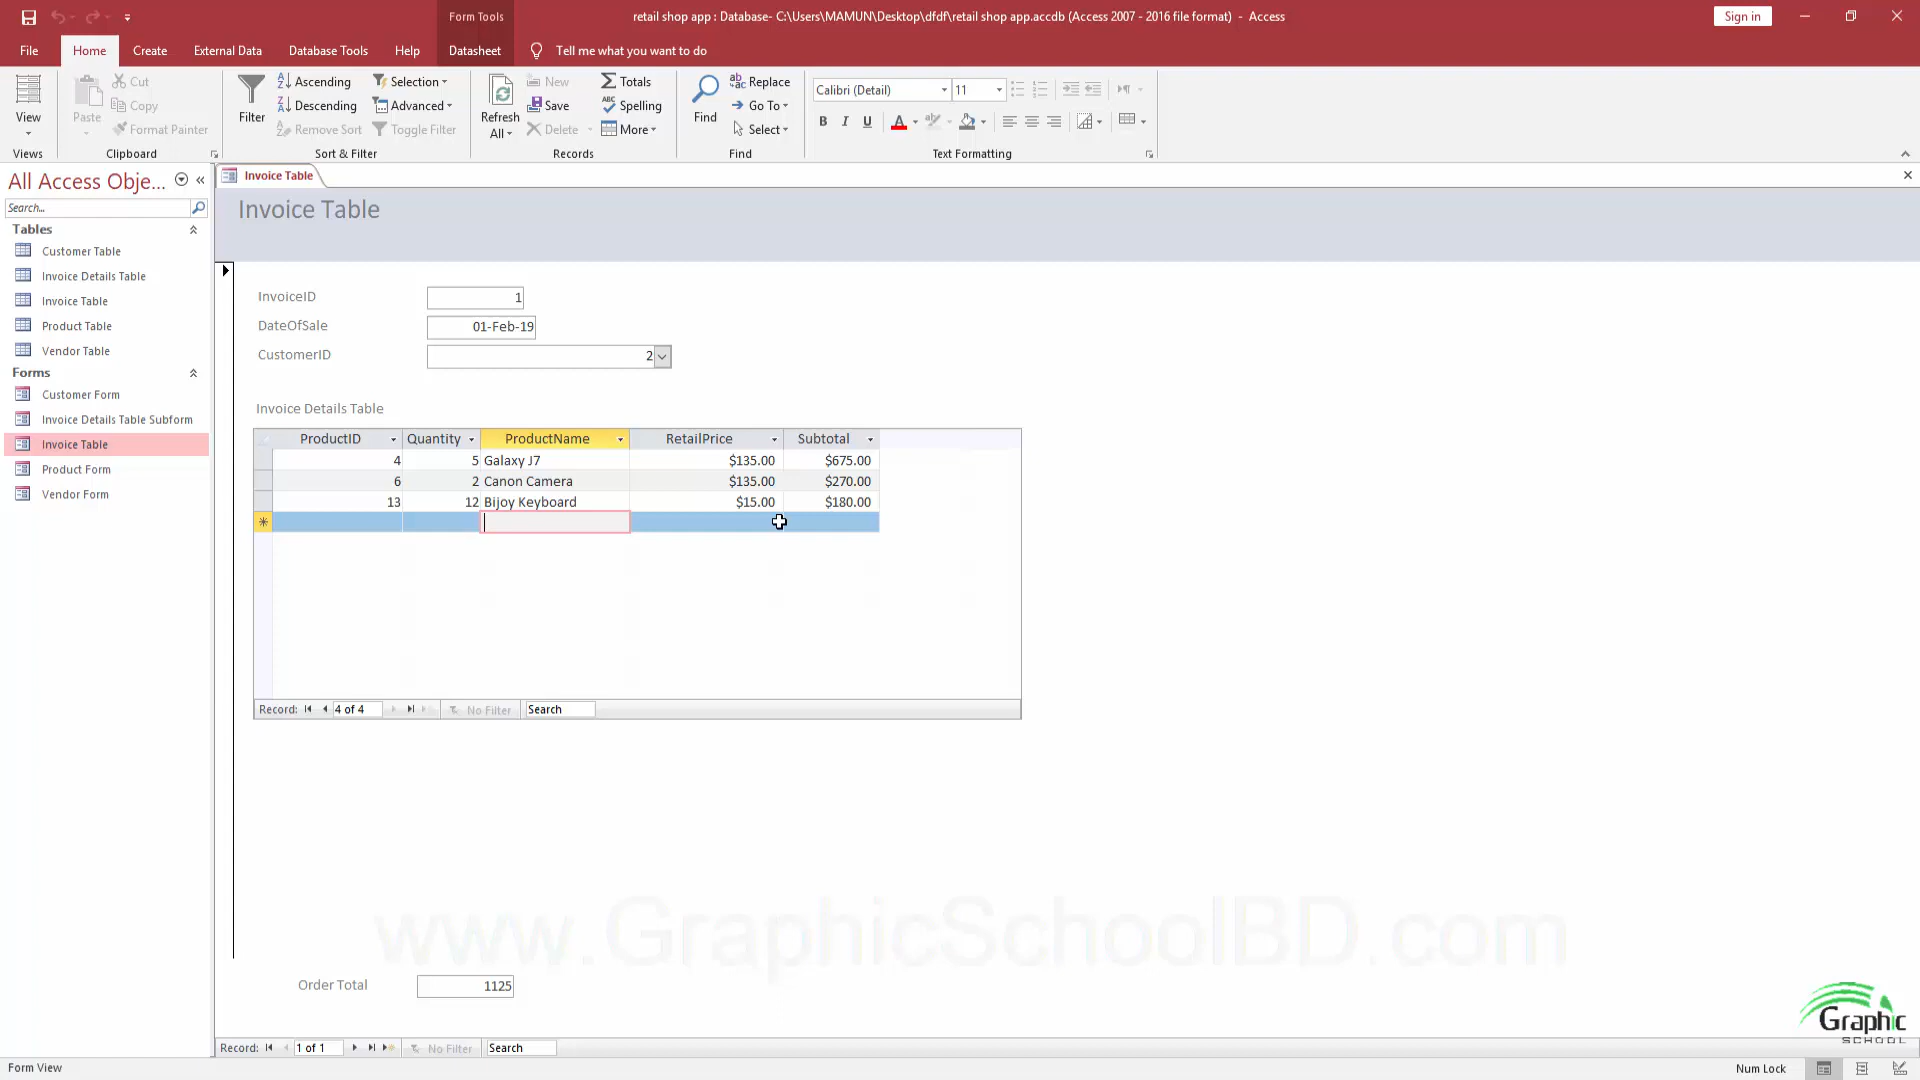 Form Tools
retail shop app : Database- C:\Users\MAMUN\Desktop\dfdf\retail shop app.accdb (Access 2007 - 2016 file format) - Access
Sign in
File
Home
Create
External Data
Database Tools
Help
Datasheet
Tell me what you want to do
View
Views
Paste
Cut
Copy
Format Painter
Clipboard
Filter
Ascending
Descending
Remove Sort
Selection
Advanced
Toggle Filter
Sort & Filter
Refresh
All
New
Save
Delete
Totals
Spelling
More
Records
Find
Replace
Go To
Select
Find
Calibri (Detail)
11
B I U
Text Formatting
All Access Obje...
Search...
Tables
Customer Table
Invoice Details Table
Invoice Table
Product Table
Vendor Table
Forms
Customer Form
Invoice Details Table Subform
Invoice Table
Product Form
Vendor Form
Invoice Table
Invoice Table
InvoiceID 1
DateOfSale 01-Feb-19
CustomerID 2
Invoice Details Table
ProductID Quantity ProductName RetailPrice Subtotal
4 5 Galaxy J7 $135.00 $675.00
6 2 Canon Camera $135.00 $270.00
13 12 Bijoy Keyboard $15.00 $180.00
Record: 4 of 4 No Filter Search
www.GraphicSchoolBD.com
Order Total 1125
Graphic
SCHOOL
Record: 1 of 1 No Filter Search
Form View
Num Lock